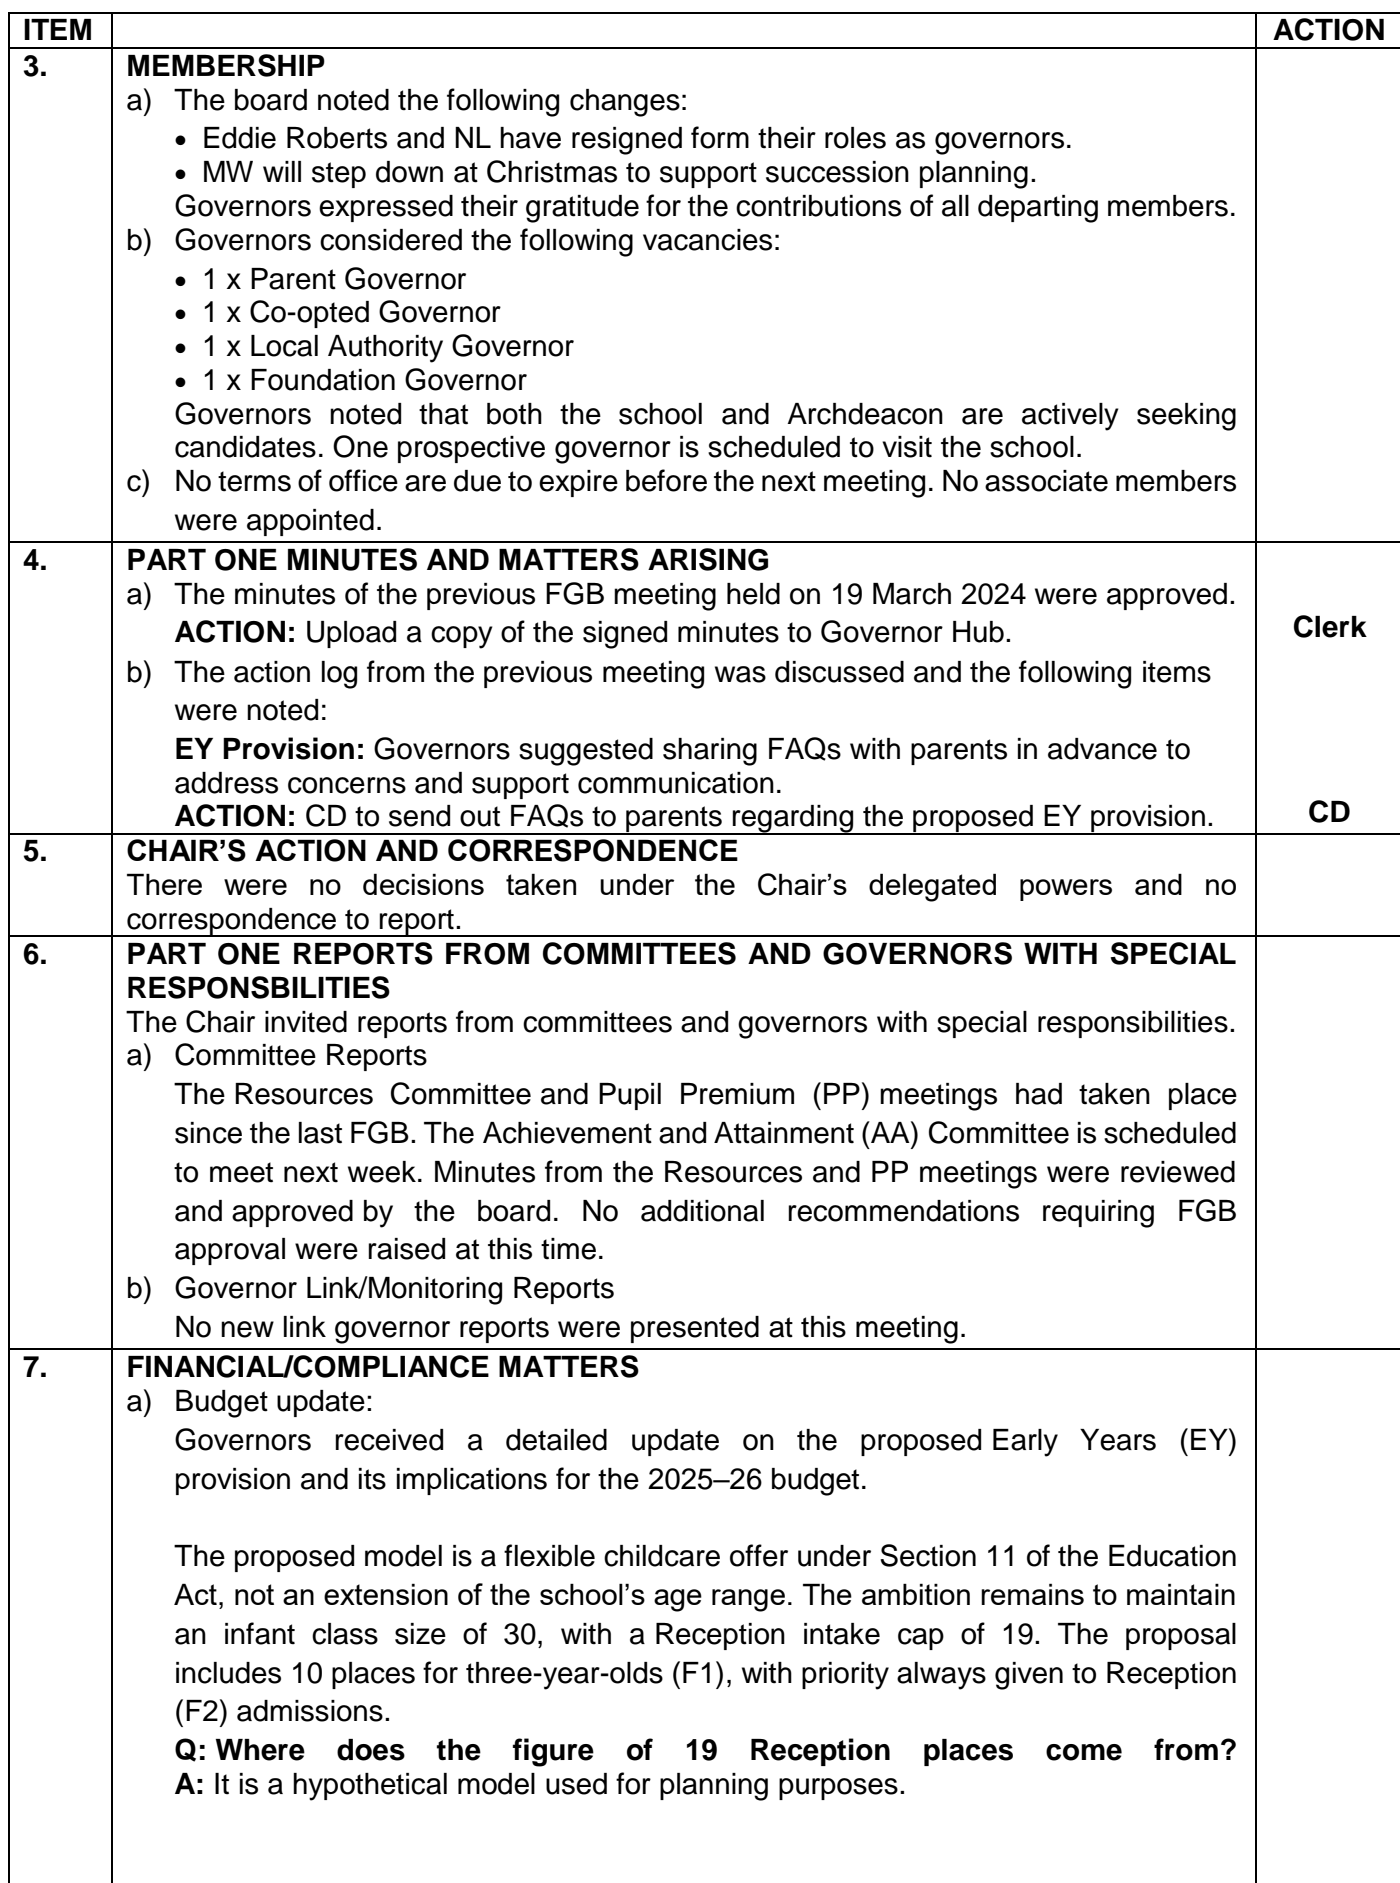 ITEM ACTION
3. MEMBERSHIP
a) The board noted the following changes:
• Eddie Roberts and NL have resigned form their roles as governors.
• MW will step down at Christmas to support succession planning.
Governors expressed their gratitude for the contributions of all departing members.
b) Governors considered the following vacancies:
• 1 x Parent Governor
• 1 x Co-opted Governor
• 1 x Local Authority Governor
• 1 x Foundation Governor
Governors noted that both the school and Archdeacon are actively seeking
candidates. One prospective governor is scheduled to visit the school.
c) No terms of office are due to expire before the next meeting. No associate members
were appointed.
4. PART ONE MINUTES AND MATTERS ARISING
a) The minutes of the previous FGB meeting held on 19 March 2024 were approved.
ACTION: Upload a copy of the signed minutes to Governor Hub. Clerk
b) The action log from the previous meeting was discussed and the following items
were noted:
EY Provision: Governors suggested sharing FAQs with parents in advance to
address concerns and support communication.
ACTION: CD to send out FAQs to parents regarding the proposed EY provision. CD
5. CHAIR'S ACTION AND CORRESPONDENCE
There were no decisions taken under the Chair's delegated powers and no
correspondence to report.
6. PART ONE REPORTS FROM COMMITTEES AND GOVERNORS WITH SPECIAL
RESPONSBILITIES
The Chair invited reports from committees and governors with special responsibilities.
a) Committee Reports
The Resources Committee and Pupil Premium (PP) meetings had taken place
since the last FGB. The Achievement and Attainment (AA) Committee is scheduled
to meet next week. Minutes from the Resources and PP meetings were reviewed
and approved by the board. No additional recommendations requiring FGB
approval were raised at this time.
b) Governor Link/Monitoring Reports
No new link governor reports were presented at this meeting.
7. FINANCIAL/COMPLIANCE MATTERS
a) Budget update:
Governors received a detailed update on the proposed Early Years (EY)
provision and its implications for the 2025–26 budget.
The proposed model is a flexible childcare offer under Section 11 of the Education
Act, not an extension of the school's age range. The ambition remains to maintain
an infant class size of 30, with a Reception intake cap of 19. The proposal
includes 10 places for three-year-olds (F1), with priority always given to Reception
(F2) admissions.
Q: Where does the figure of 19 Reception places come from?
A: It is a hypothetical model used for planning purposes.